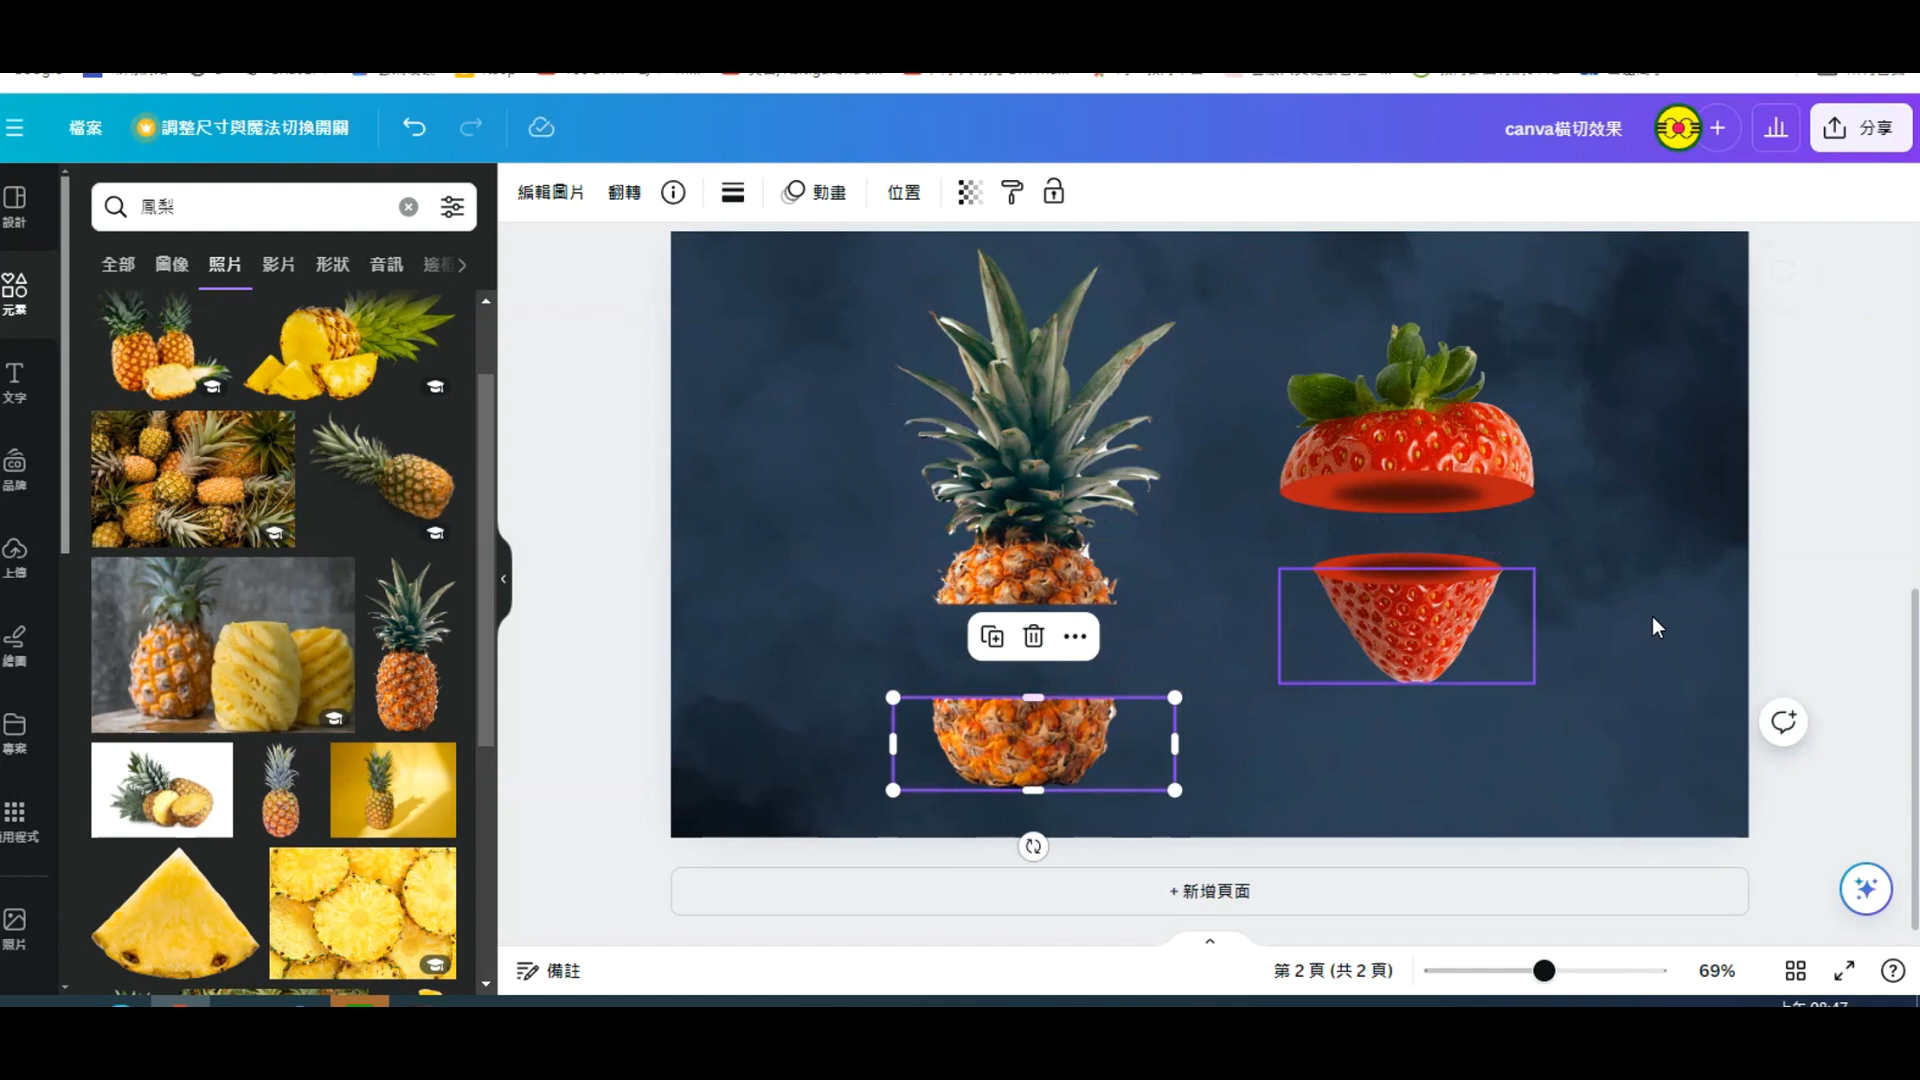 檔案
調整尺寸與魔法切換開關
canva橫切效果
分享
設計
元素
文字
品牌
上傳
繪圖
專案
照片
鳳梨
全部 圖像 照片 影片 形狀 音訊
編輯圖片 翻轉 動畫 位置
+ 新增頁面
備註
第 2 頁 (共 2 頁)
69%